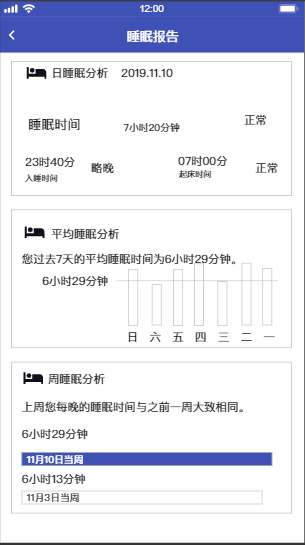 12:00
睡眠报告
日睡眠分析 2019.11.10
睡眠时间 7小时20分钟 正常
23时40分 略晚 07时00分 正常
入睡时间 起床时间
平均睡眠分析
您过去7天的平均睡眠时间为6小时29分钟。
6小时29分钟
日 六 五 四 三 二 一
周睡眠分析
上周您每晚的睡眠时间与之前一周大致相同。
6小时29分钟
11月10日当周
6小时13分钟
11月3日当周